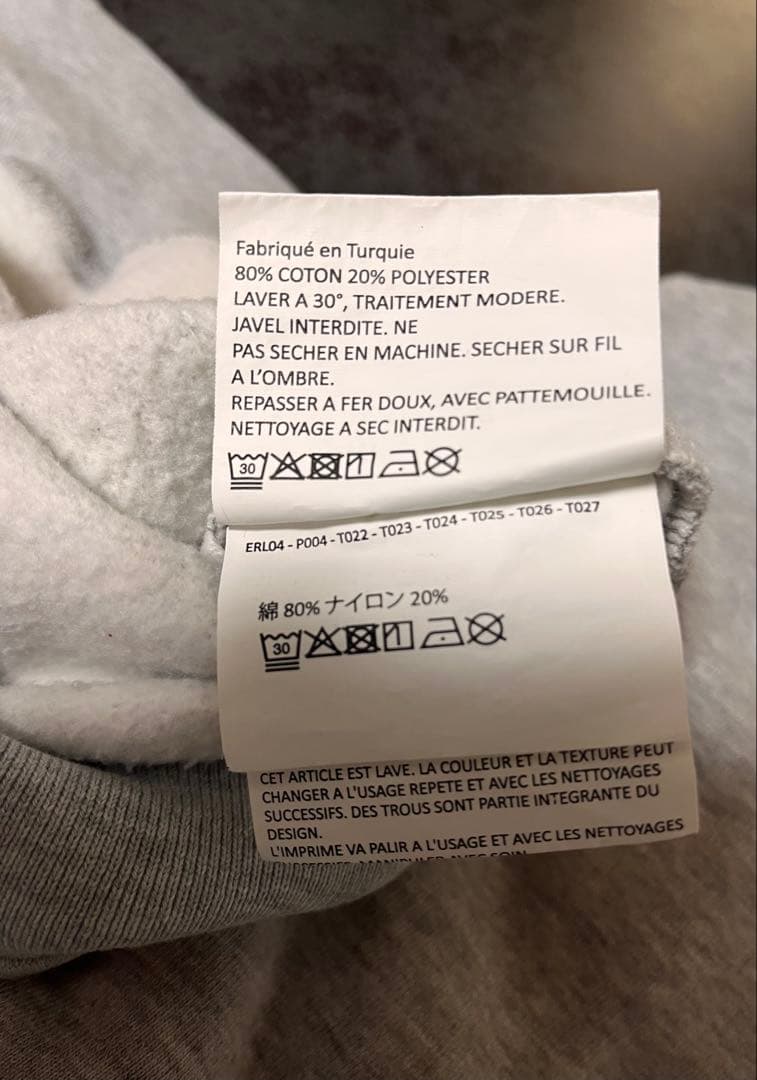 Fabriqué en Turquie
80% COTON 20% POLYESTER
LAVER A 30°, TRAITEMENT MODERE.
JAVEL INTERDITE. NE
PAS SECHER EN MACHINE. SECHER SUR FIL
A L'OMBRE.
REPASSER A FER DOUX, AVEC PATTEMOUILLE.
NETTOYAGE A SEC INTERDIT.
30
ERL04 - P004 - T022 - T023 - T024 - T025 - T026 - T027
綿 80% ナイロン 20%
30
CET ARTICLE EST LAVE. LA COULEUR ET LA TEXTURE PEUT
CHANGER A L'USAGE REPETE ET AVEC LES NETTOYAGES
SUCCESSIFS. DES TROUS SONT PARTIE INTEGRANTE DU
DESIGN.
L'IMPRIME VA PALIR A L'USAGE ET AVEC LES NETTOYAGES